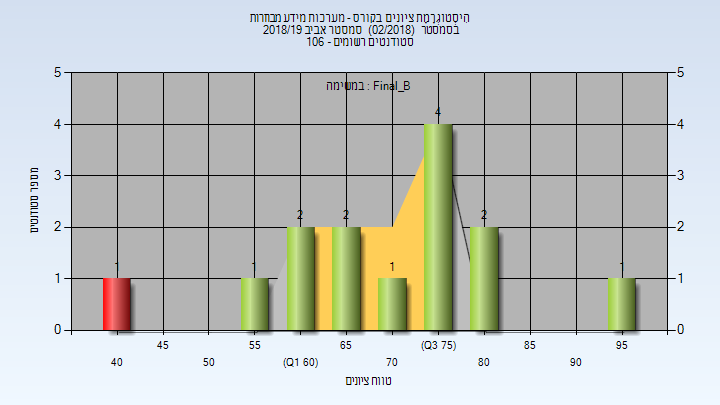 היסטוגרמת ציונים בקורס - מערכות מידע מבוזרות
בסמסטר (02/2018) סמסטר אביב 2018/19
סטודנטים רשומים - 106
במשימה : Final_B
מספר סטודנטים
5 5
4 4
3 3
2 2
1 1
0 0
1 1 2 2 1 4 2 1
45 55 65 (Q3 75) 85 95
40 50 (Q1 60) 70 80 90
טווח ציונים